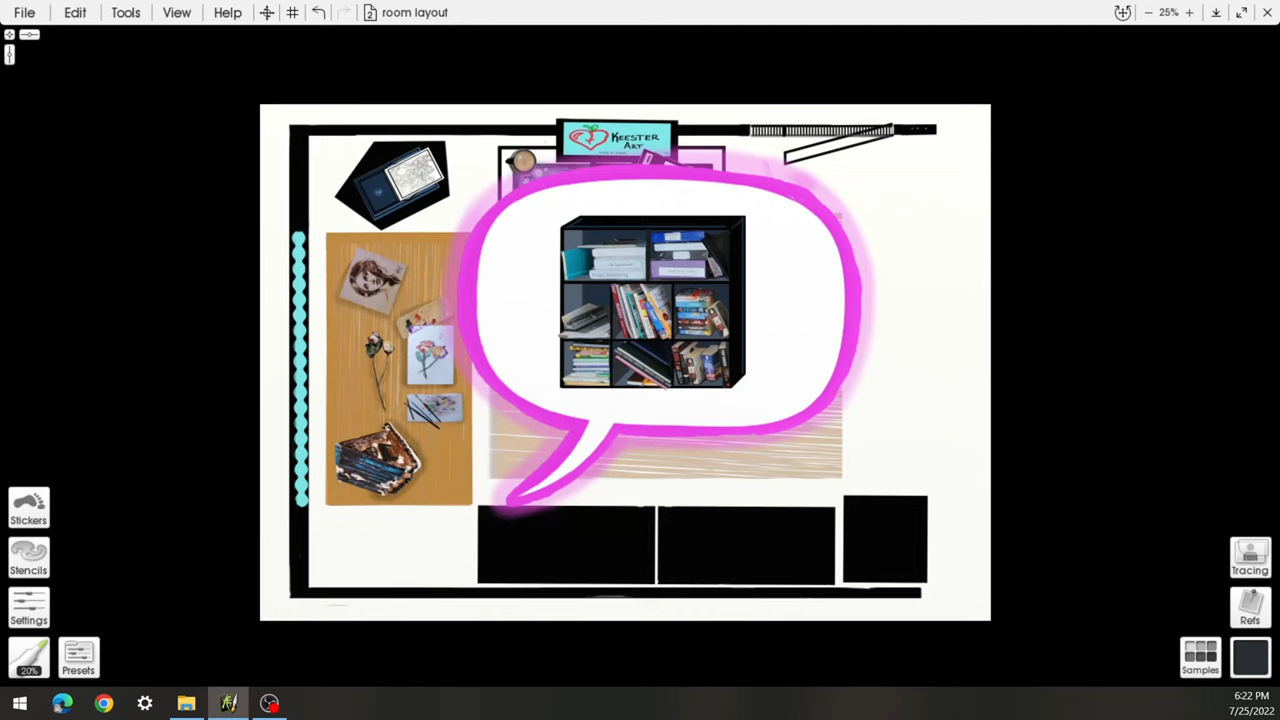 File Edit Tools View Help room layout 25%
KEESTER
ART
Stickers
Stencils
Settings
20% Presets
Tracing
Refs
Samples
6:22 PM
7/25/2022